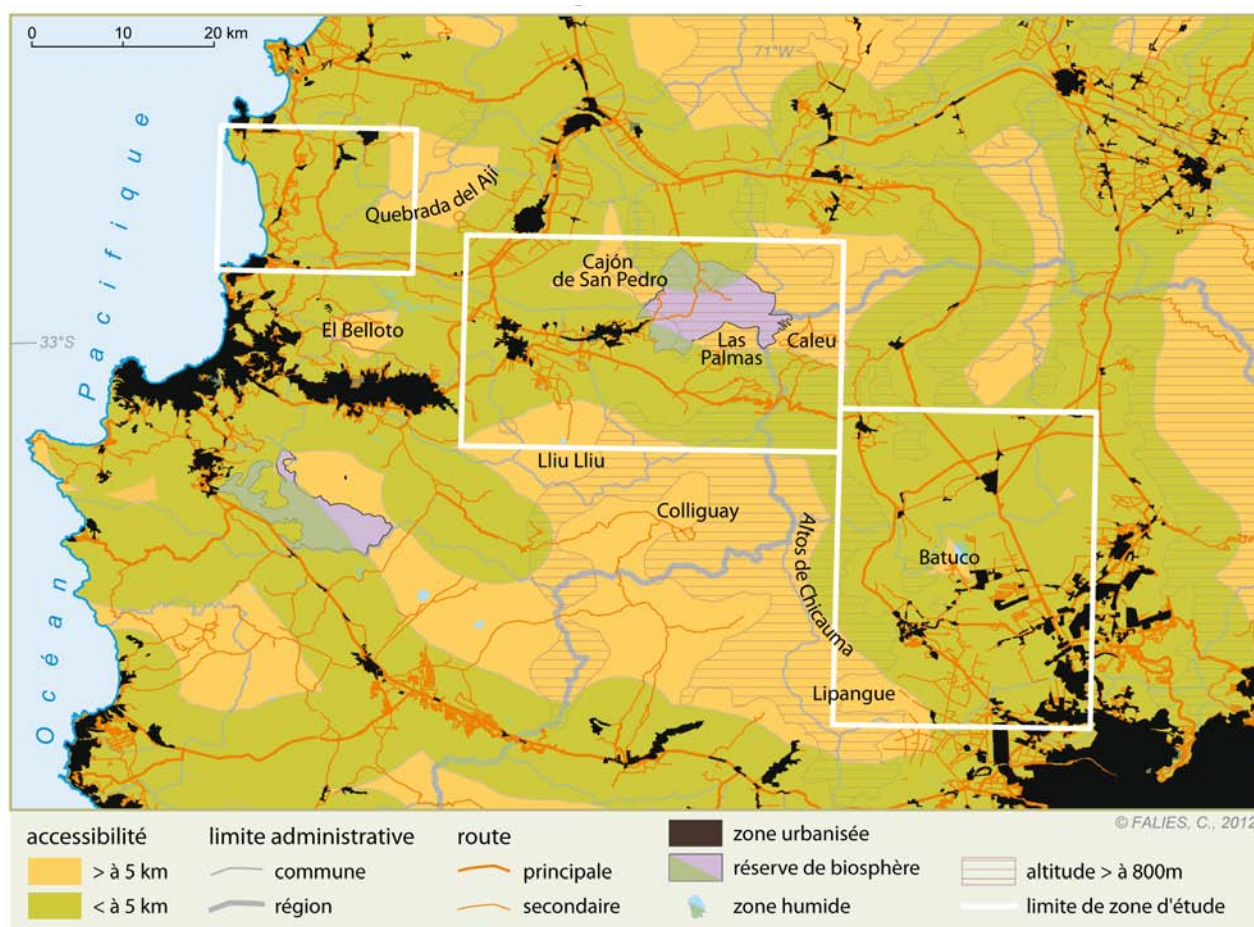 0 10 20 km
71°W
Océan Pacifique
Quebrada del Aji
Cajón
de San Pedro
33°S
El Belloto
Las
Palmas
Caleu
Lliu Lliu
Colliguay
Altos de Chicauma
Batuco
Lipangue
© FALIES, C., 2012
accessibilité
> à 5 km
< à 5 km
limite administrative
commune
région
route
principale
secondaire
zone urbanisée
réserve de biosphère
zone humide
altitude > à 800m
limite de zone d'étude